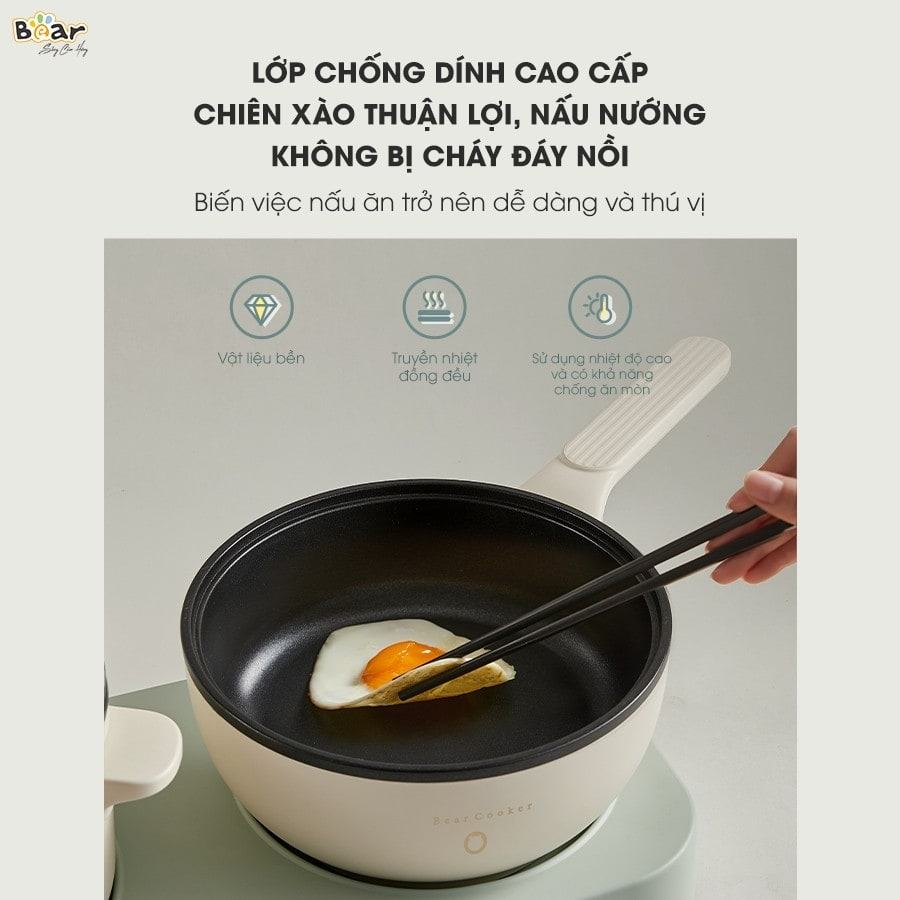 Bear
LỚP CHỐNG DÍNH CAO CẤP
CHIÊN XÀO THUẬN LỢI, NẤU NƯỚNG
KHÔNG BỊ CHÁY ĐÁY NỒI
Biến việc nấu ăn trở nên dễ dàng và thú vị
Vật liệu bền
Truyền nhiệt
đồng đều
Sử dụng nhiệt độ cao
và có khả năng
chống ăn mòn
Bear Cooker